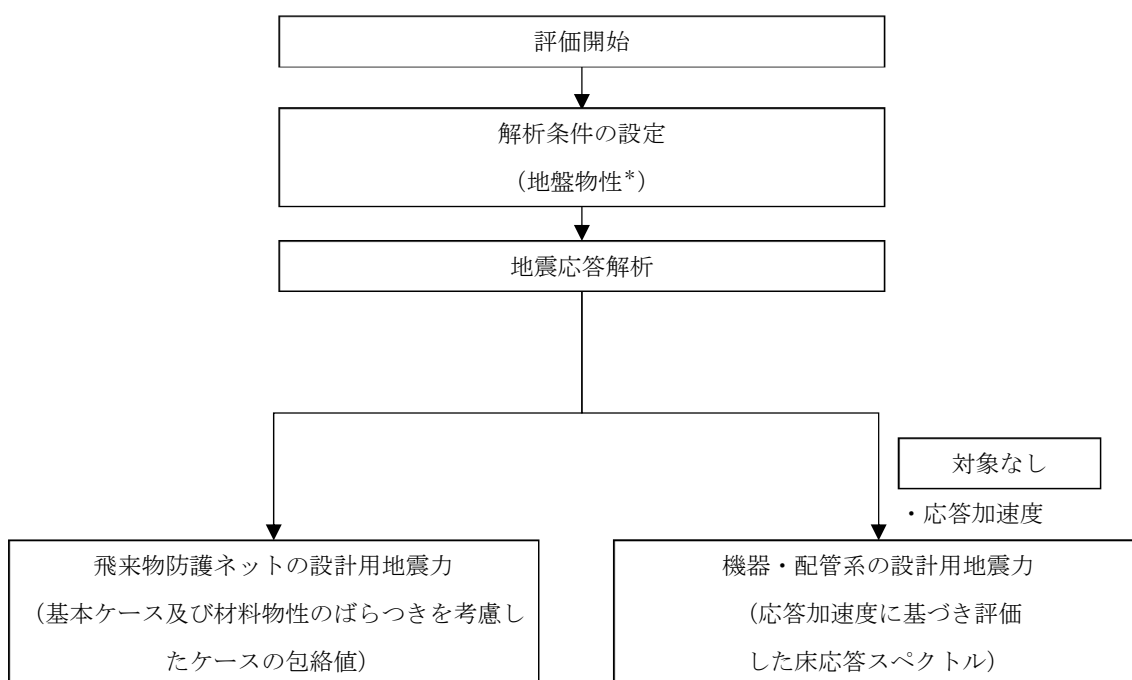 評価開始
解析条件の設定
（地盤物性*）
地震応答解析
対象なし
・応答加速度
飛来物防護ネットの設計用地震力
（基本ケース及び材料物性のばらつきを考慮し
たケースの包絡値）
機器・配管系の設計用地震力
（応答加速度に基づき評価
した床応答スペクトル）